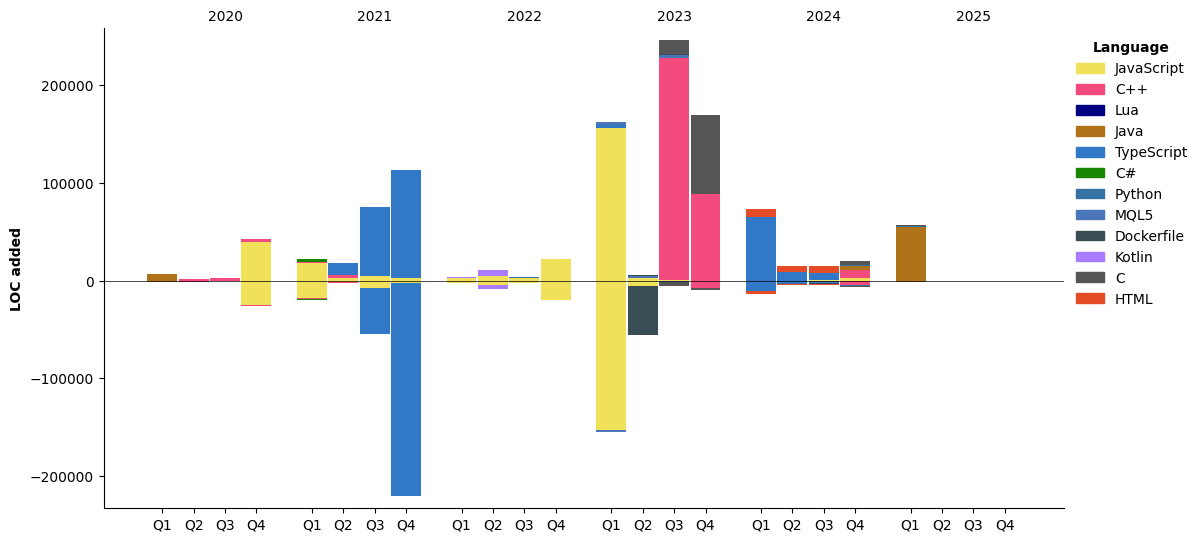 2020 2021 2022 2023 2024 2025
Language
JavaScript
C++
Lua
Java
TypeScript
C#
Python
MQL5
Dockerfile
Kotlin
C
HTML
LOC added
200000
100000
0
−100000
−200000
Q1 Q2 Q3 Q4 Q1 Q2 Q3 Q4 Q1 Q2 Q3 Q4 Q1 Q2 Q3 Q4 Q1 Q2 Q3 Q4 Q1 Q2 Q3 Q4